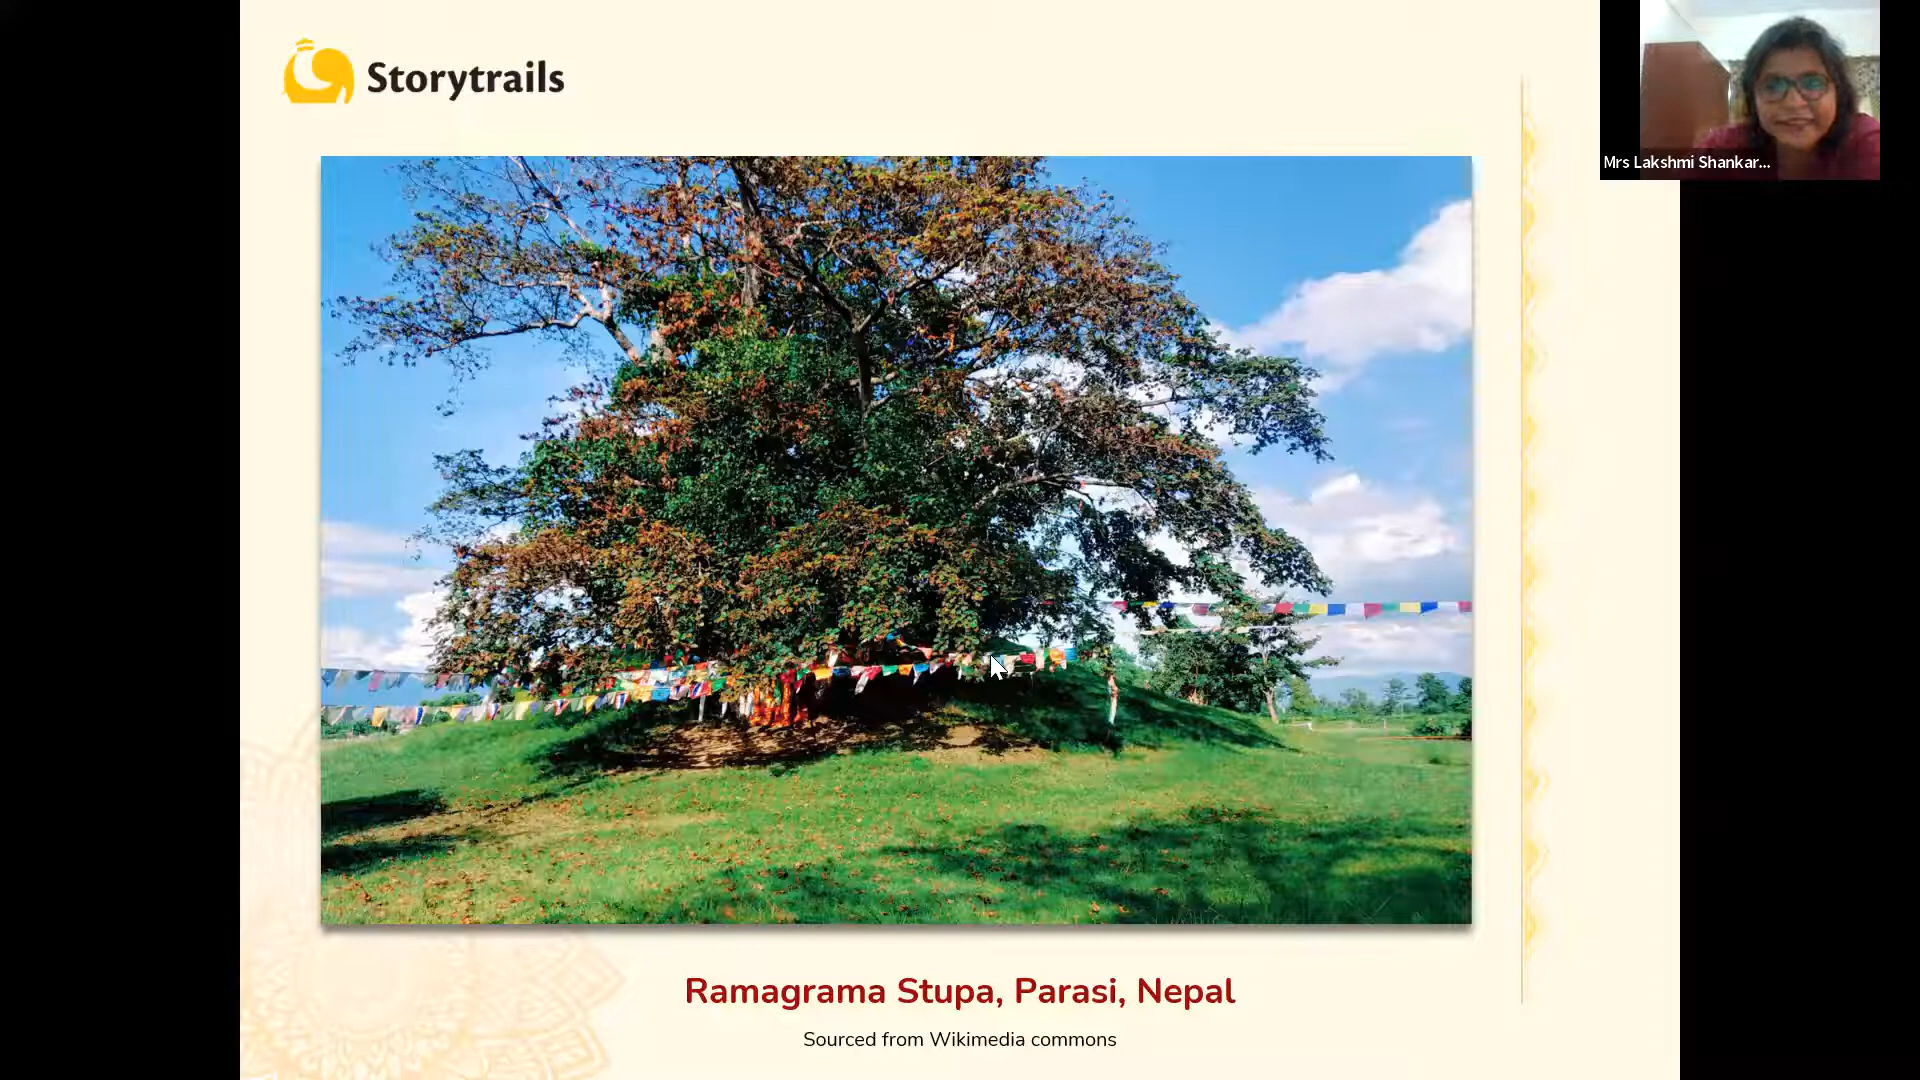 Storytrails
Mrs Lakshmi Shankar...
Ramagrama Stupa, Parasi, Nepal
Sourced from Wikimedia commons